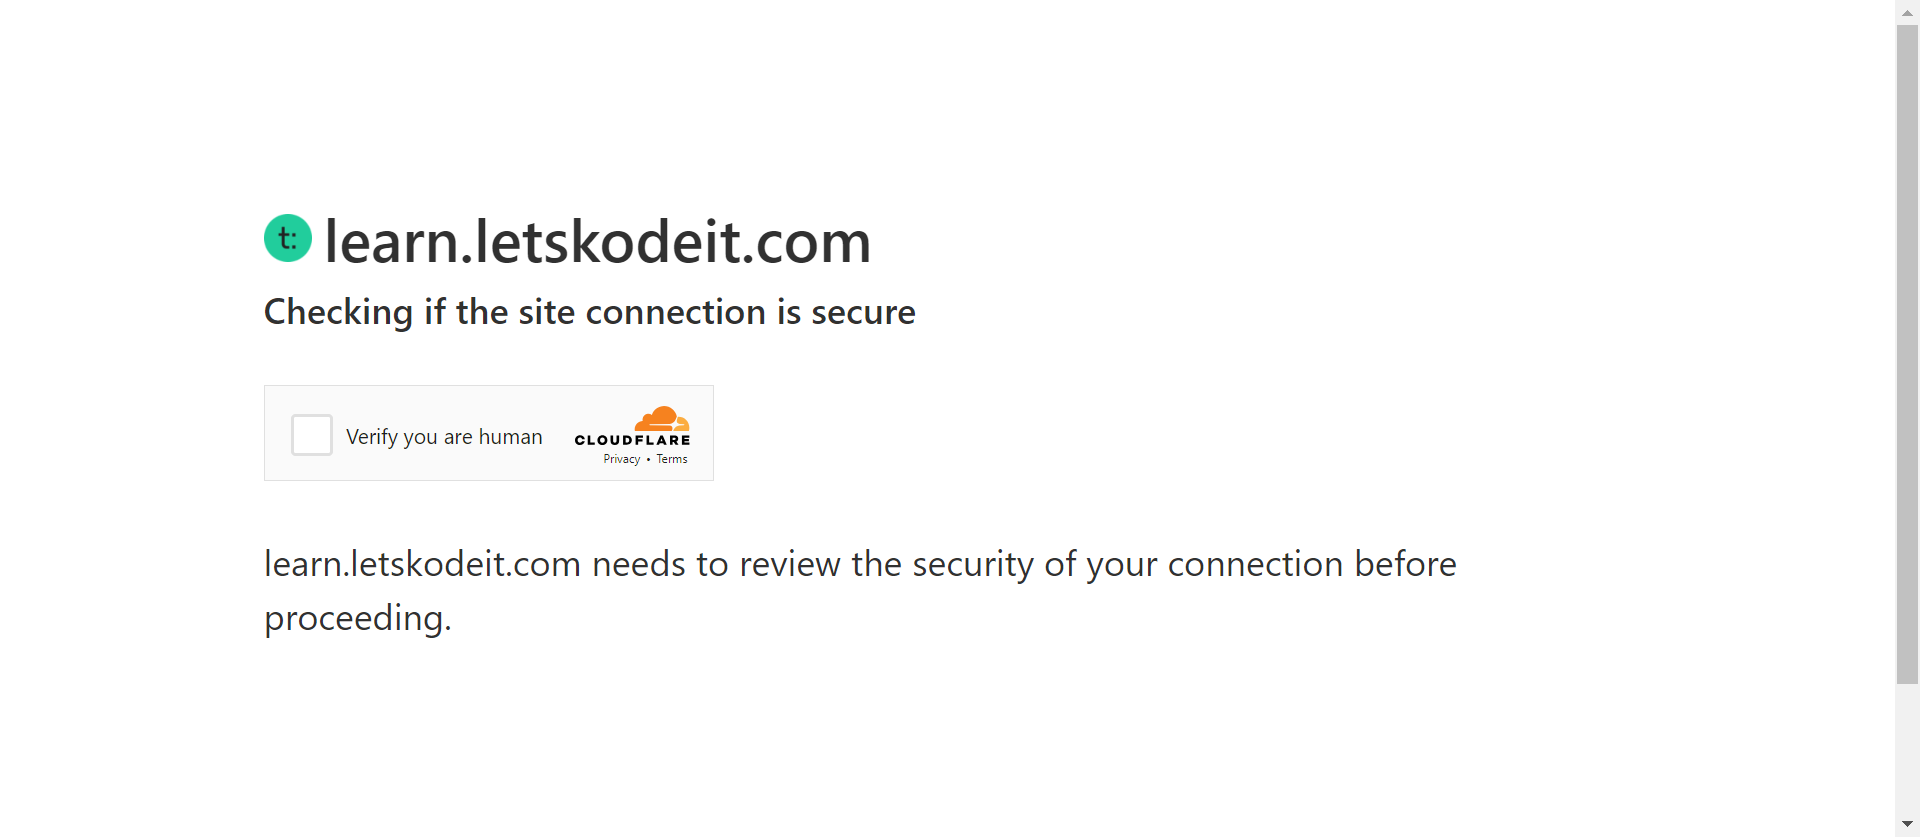 t:
learn.letskodeit.com
Checking if the site connection is secure
Verify you are human
CLOUDFLARE
Privacy • Terms
learn.letskodeit.com needs to review the security of your connection before
proceeding.